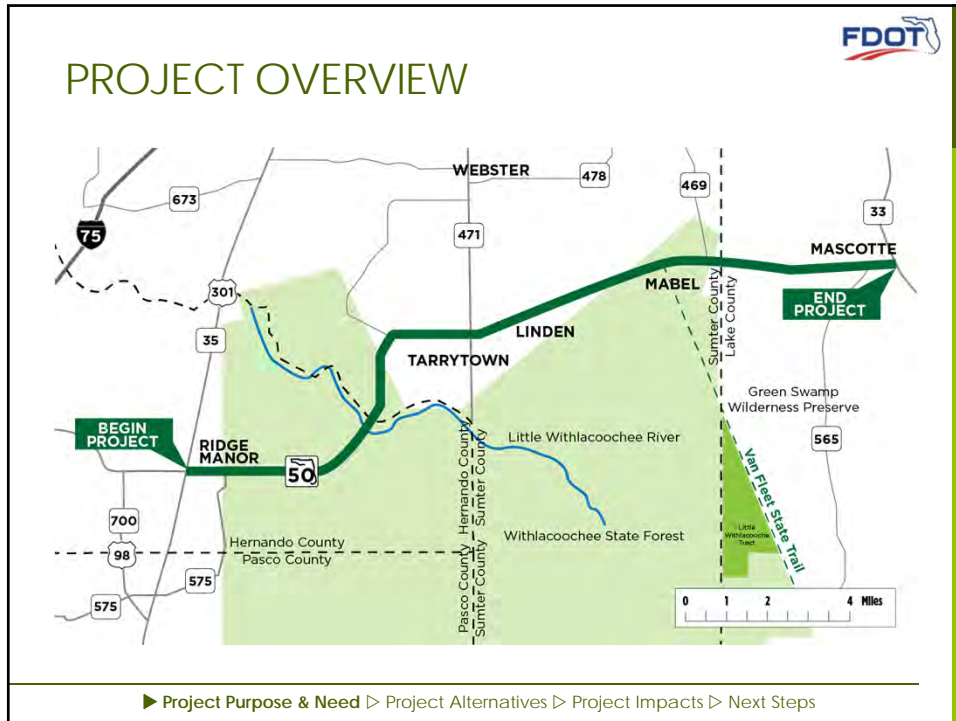 FDOT
PROJECT OVERVIEW
WEBSTER
478
673
469
33
75
471
MASCOTTE
301
MABEL
Sumter County
Lake County
END
PROJECT
35
LINDEN
TARRYTOWN
Green Swamp
Wilderness Preserve
BEGIN
PROJECT
RIDGE
MANOR
Little Withlacoochee River
565
50
Hernando County
Sumter County
Van Fleet State Trail
700
Withlacoochee State Forest
Little
Withlacoochee
Tract
Hernando County
Pasco County
98
575
575
Pasco County
Sumter County
0 1 2 4 Miles
▶ Project Purpose & Need ▷ Project Alternatives ▷ Project Impacts ▷ Next Steps